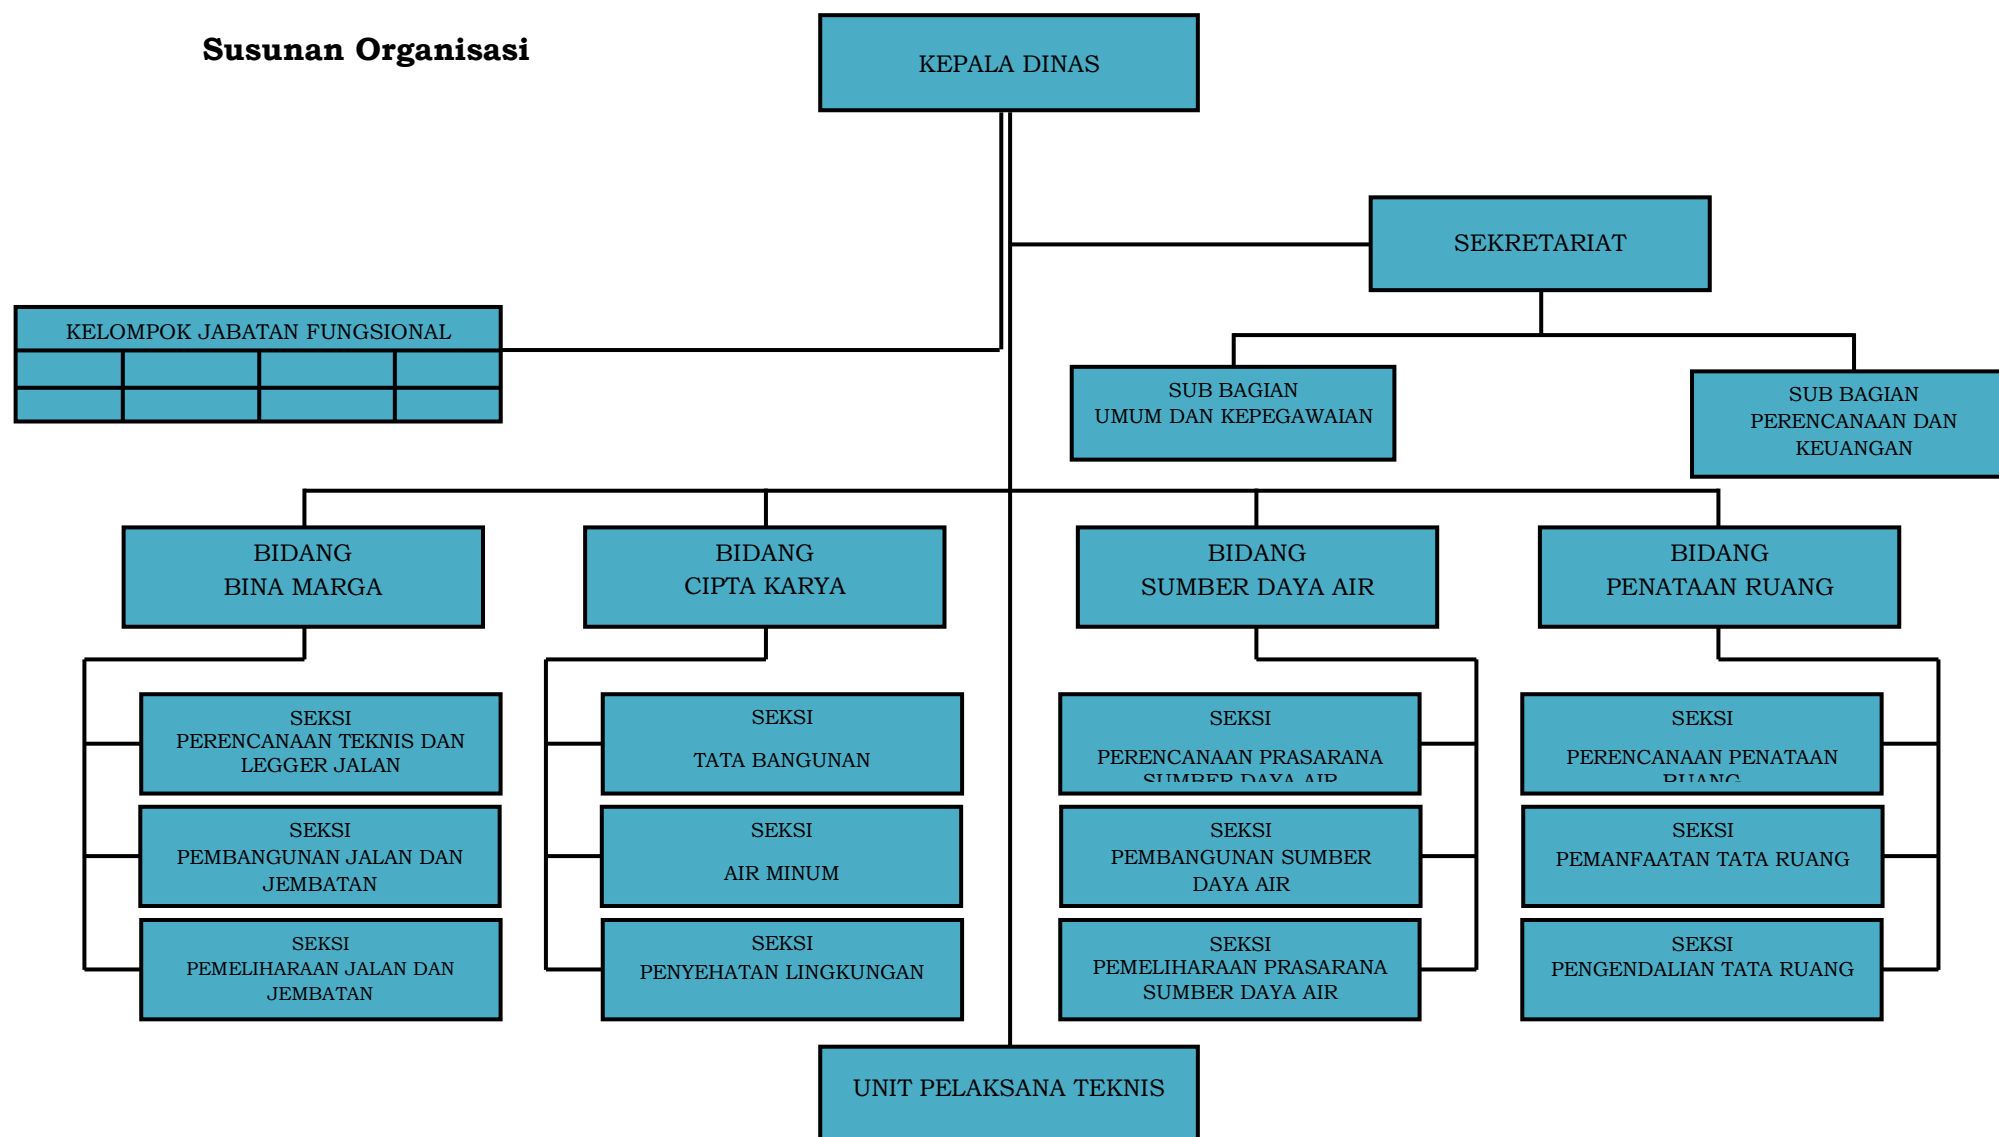 Susunan Organisasi
KEPALA DINAS
SEKRETARIAT
KELOMPOK JABATAN FUNGSIONAL
SUB BAGIAN
UMUM DAN KEPEGAWAIAN
SUB BAGIAN
PERENCANAAN DAN
KEUANGAN
BIDANG
BINA MARGA
BIDANG
CIPTA KARYA
BIDANG
SUMBER DAYA AIR
BIDANG
PENATAAN RUANG
SEKSI
PERENCANAAN TEKNIS DAN
LEGGER JALAN
SEKSI
TATA BANGUNAN
SEKSI
PERENCANAAN PRASARANA
SUMBER DAYA AIR
SEKSI
PERENCANAAN PENATAAN
RUANG
SEKSI
PEMBANGUNAN JALAN DAN
JEMBATAN
SEKSI
AIR MINUM
SEKSI
PEMBANGUNAN SUMBER
DAYA AIR
SEKSI
PEMANFAATAN TATA RUANG
SEKSI
PEMELIHARAAN JALAN DAN
JEMBATAN
SEKSI
PENYEHATAN LINGKUNGAN
SEKSI
PEMELIHARAAN PRASARANA
SUMBER DAYA AIR
SEKSI
PENGENDALIAN TATA RUANG
UNIT PELAKSANA TEKNIS